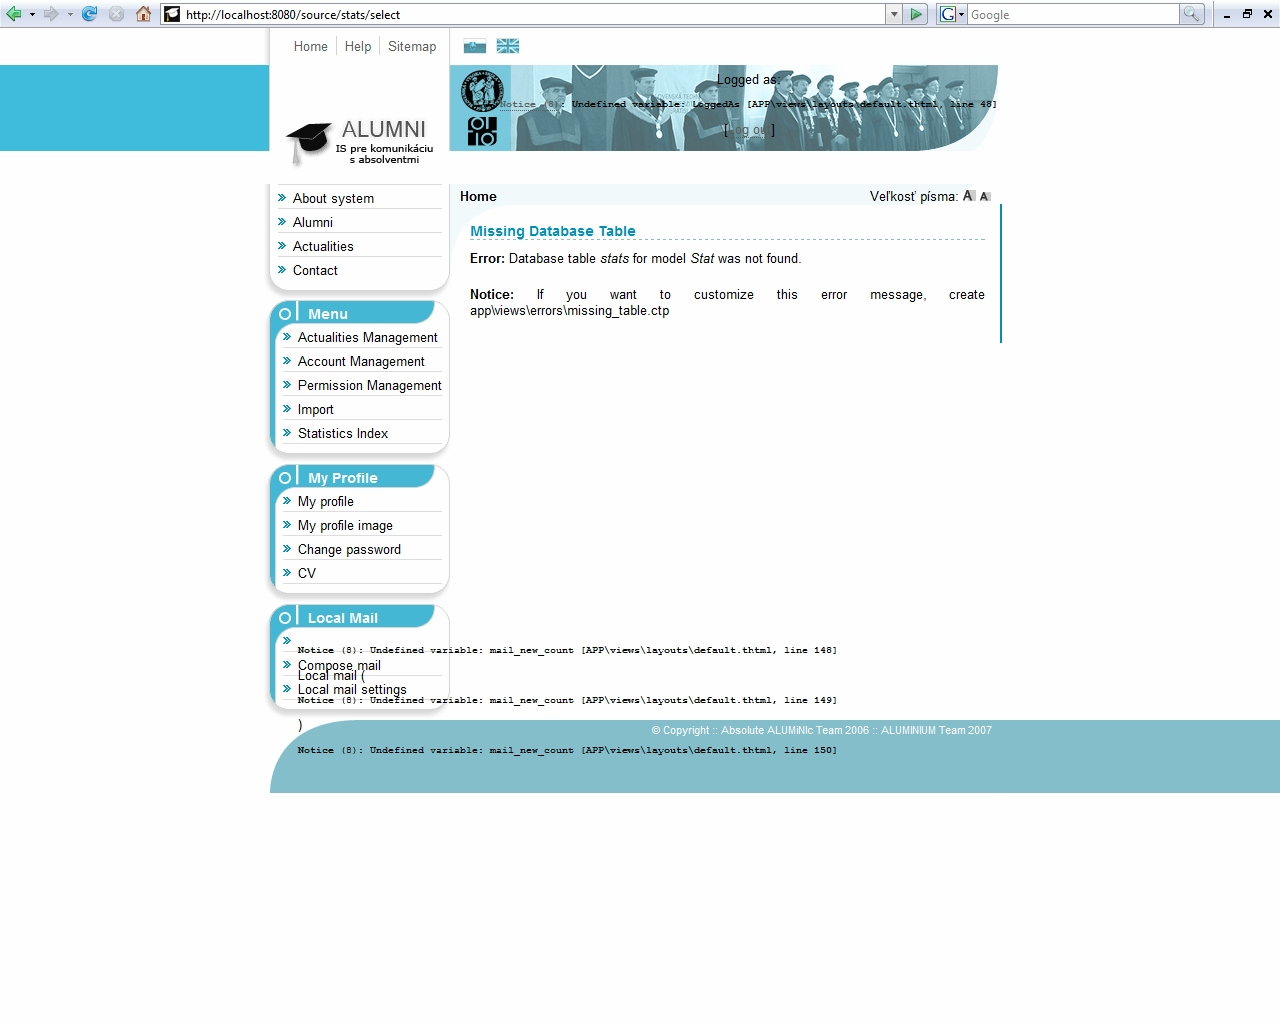 http://localhost:8080/source/stats/select
Google
Home Help Sitemap
Logged as:
Notice (8): Undefined variable: LoggedAs [APP\views\layouts\default.thtml, line 48]
[Log out]
ALUMNI
IS pre komunikáciu
s absolventmi
About system
Alumni
Actualities
Contact
Home
Veľkosť písma: A A
Missing Database Table
Error: Database table stats for model Stat was not found.
Notice: If you want to customize this error message, create
app\views\errors\missing_table.ctp
Menu
Actualities Management
Account Management
Permission Management
Import
Statistics Index
My Profile
My profile
My profile image
Change password
CV
Local Mail
Notice (8): Undefined variable: mail_new_count [APP\views\layouts\default.thtml, line 148]
Compose mail
Local mail (
Local mail settings
Notice (8): Undefined variable: mail_new_count [APP\views\layouts\default.thtml, line 149]
)
© Copyright :: Absolute ALUMiNIc Team 2006 :: ALUMINIUM Team 2007
Notice (8): Undefined variable: mail_new_count [APP\views\layouts\default.thtml, line 150]